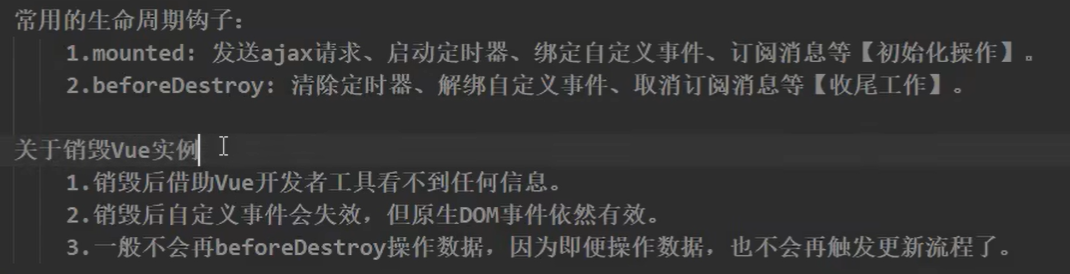 常用的生命周期钩子：
1.mounted: 发送ajax请求、启动定时器、绑定自定义事件、订阅消息等【初始化操作】。
2.beforeDestroy: 清除定时器、解绑自定义事件、取消订阅消息等【收尾工作】。
关于销毁Vue实例
1.销毁后借助Vue开发者工具看不到任何信息。
2.销毁后自定义事件会失效，但原生DOM事件依然有效。
3.一般不会再beforeDestroy操作数据，因为即便操作数据，也不会再触发更新流程了。